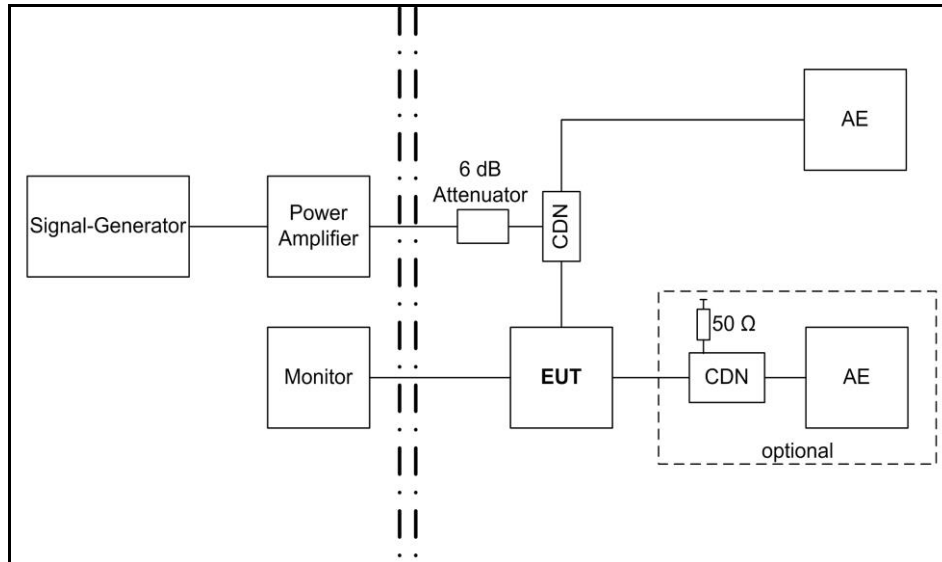 AE
6 dB
Attenuator
Signal-Generator
Power
Amplifier
CDN
50 Ω
Monitor
EUT
CDN
AE
optional